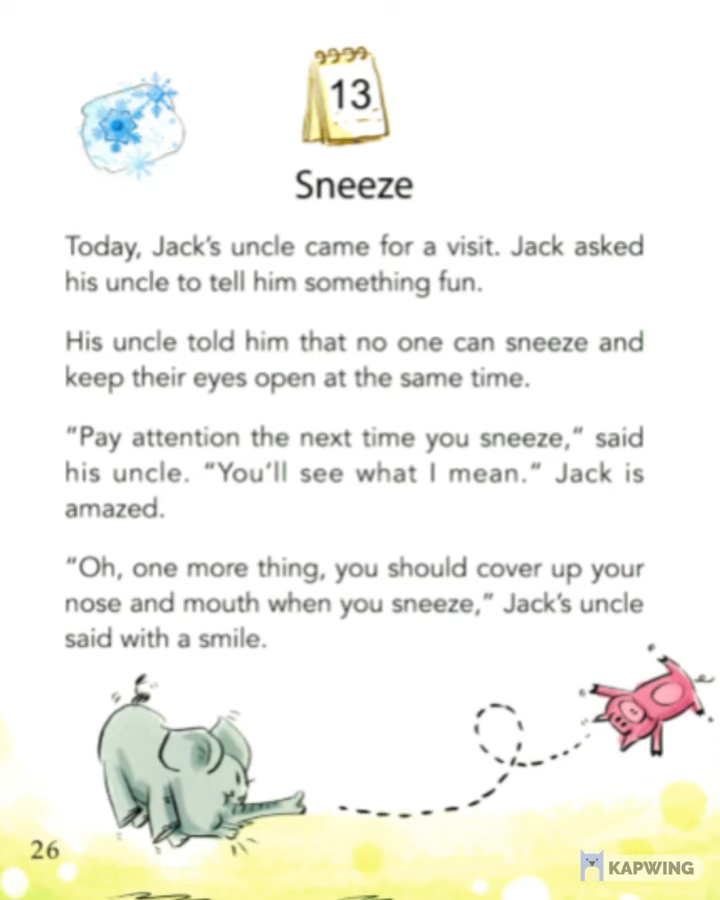 13
Sneeze
Today, Jack's uncle came for a visit. Jack asked
his uncle to tell him something fun.
His uncle told him that no one can sneeze and
keep their eyes open at the same time.
"Pay attention the next time you sneeze," said
his uncle. "You'll see what I mean." Jack is
amazed.
"Oh, one more thing, you should cover up your
nose and mouth when you sneeze," Jack's uncle
said with a smile.
26
KAPWING